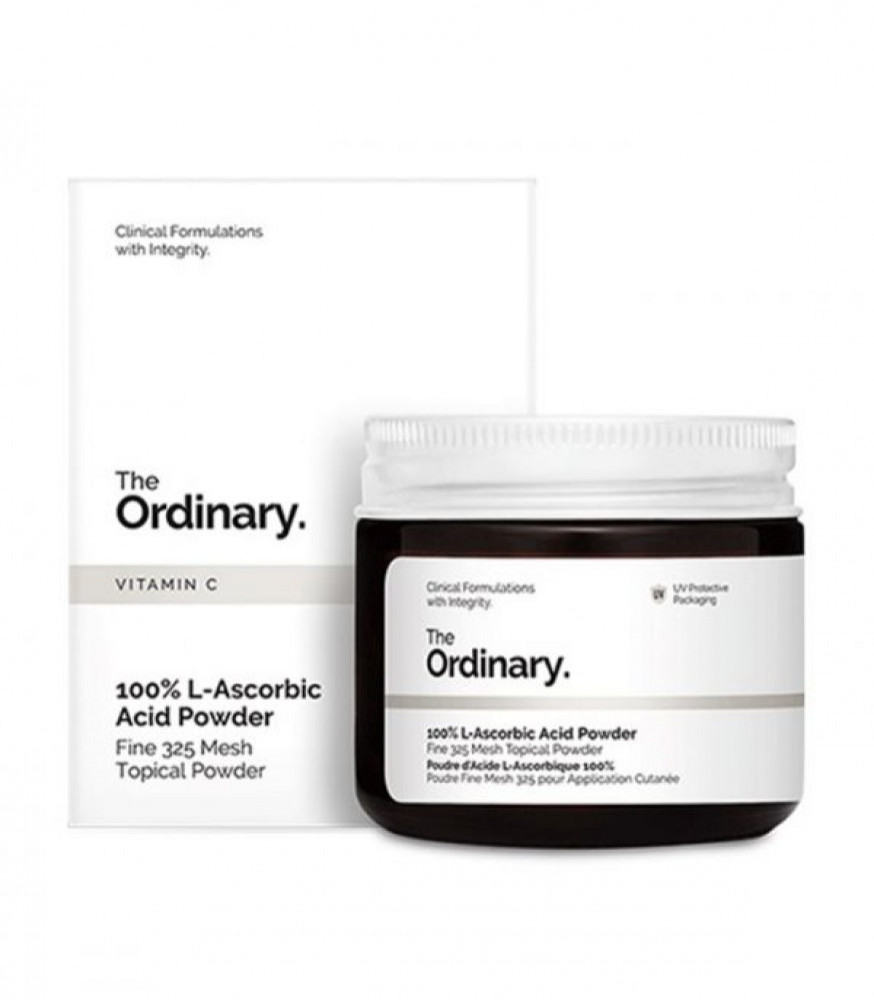 Clinical Formulations
with Integrity.
The
Ordinary.
VITAMIN C
100% L-Ascorbic
Acid Powder
Fine 325 Mesh
Topical Powder
Clinical Formulations
with Integrity.
UV
UV Protective
Packaging
The
Ordinary.
100% L-Ascorbic Acid Powder
Fine 325 Mesh Topical Powder
Poudre d'Acide L-Ascorbique 100%
Poudre Fine Mesh 325 pour Application Cutanée